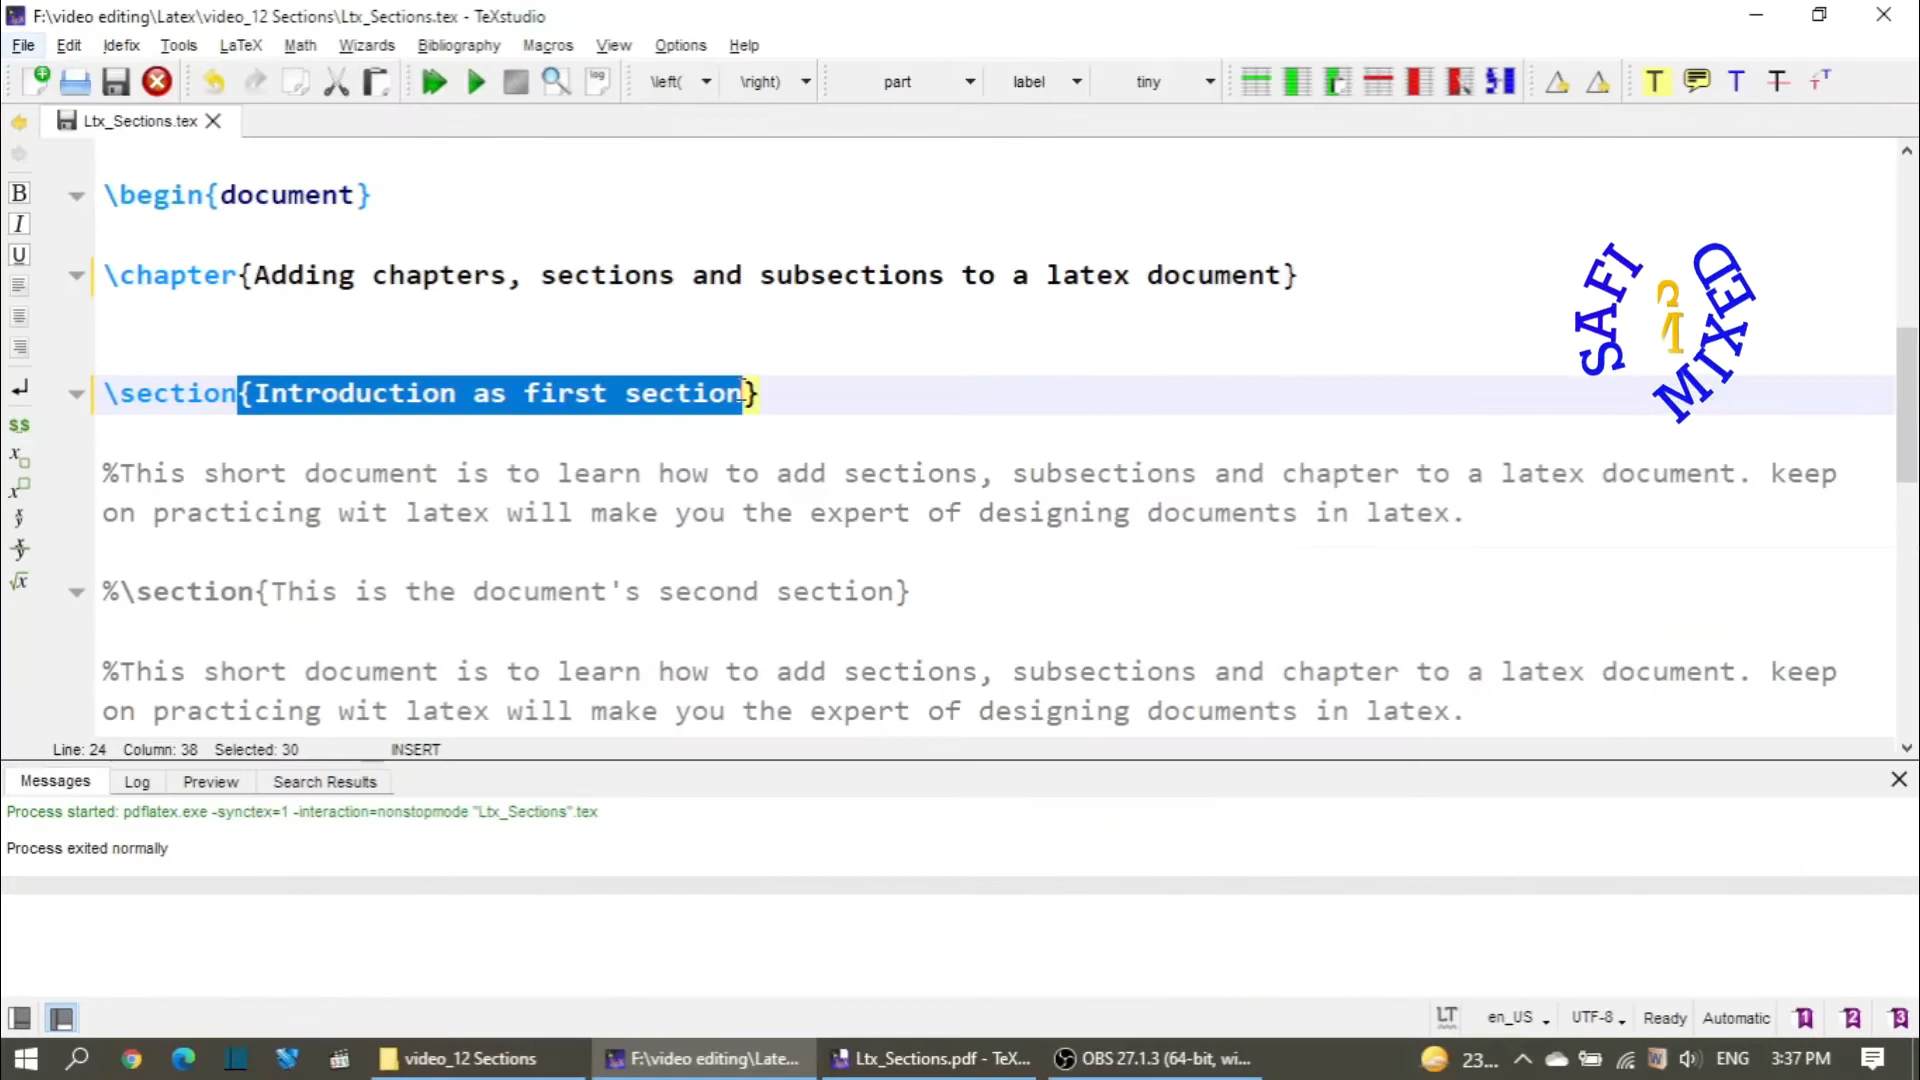 F:\video editing\Latex\video_12 Sections\Ltx_Sections.tex - TeXstudio
File Edit Idefix Tools LaTeX Math Wizards Bibliography Macros View Options Help
log \left( \right) part label tiny T T T
Ltx_Sections.tex
\begin{document}
\chapter{Adding chapters, sections and subsections to a latex document}
SAFI MIXED
\section{Introduction as first section}
%This short document is to learn how to add sections, subsections and chapter to a latex document. keep
on practicing wit latex will make you the expert of designing documents in latex.
%\section{This is the document's second section}
%This short document is to learn how to add sections, subsections and chapter to a latex document. keep
on practicing wit latex will make you the expert of designing documents in latex.
B
I
U
$$
Line: 24 Column: 38 Selected: 30 INSERT
Messages Log Preview Search Results
Process started: pdflatex.exe -synctex=1 -interaction=nonstopmode "Ltx_Sections".tex
Process exited normally
LT en_US UTF-8 Ready Automatic 1 2 3
video_12 Sections F:\video editing\Late... Ltx_Sections.pdf - TeX... OBS 27.1.3 (64-bit, wi... 23... ENG 3:37 PM